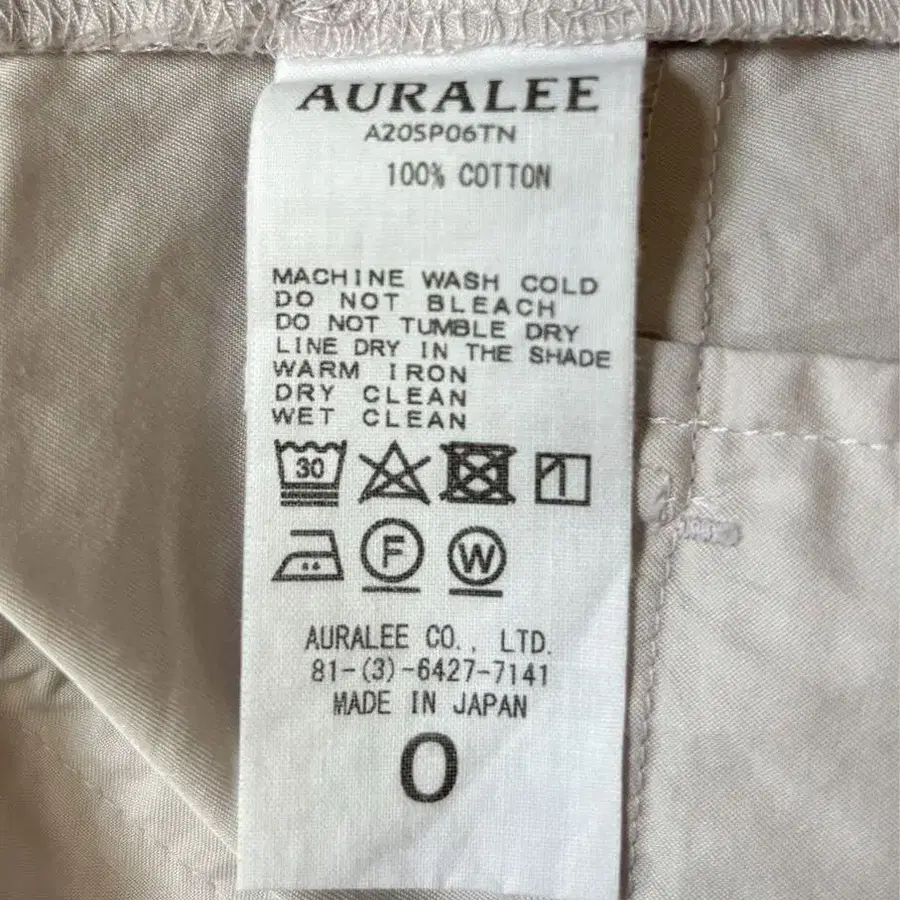 AURALEE
A20SP06TN
100% COTTON
MACHINE WASH COLD
DO NOT BLEACH
DO NOT TUMBLE DRY
LINE DRY IN THE SHADE
WARM IRON
DRY CLEAN
WET CLEAN
30
F W
AURALEE CO., LTD.
81-(3)-6427-7141
MADE IN JAPAN
0